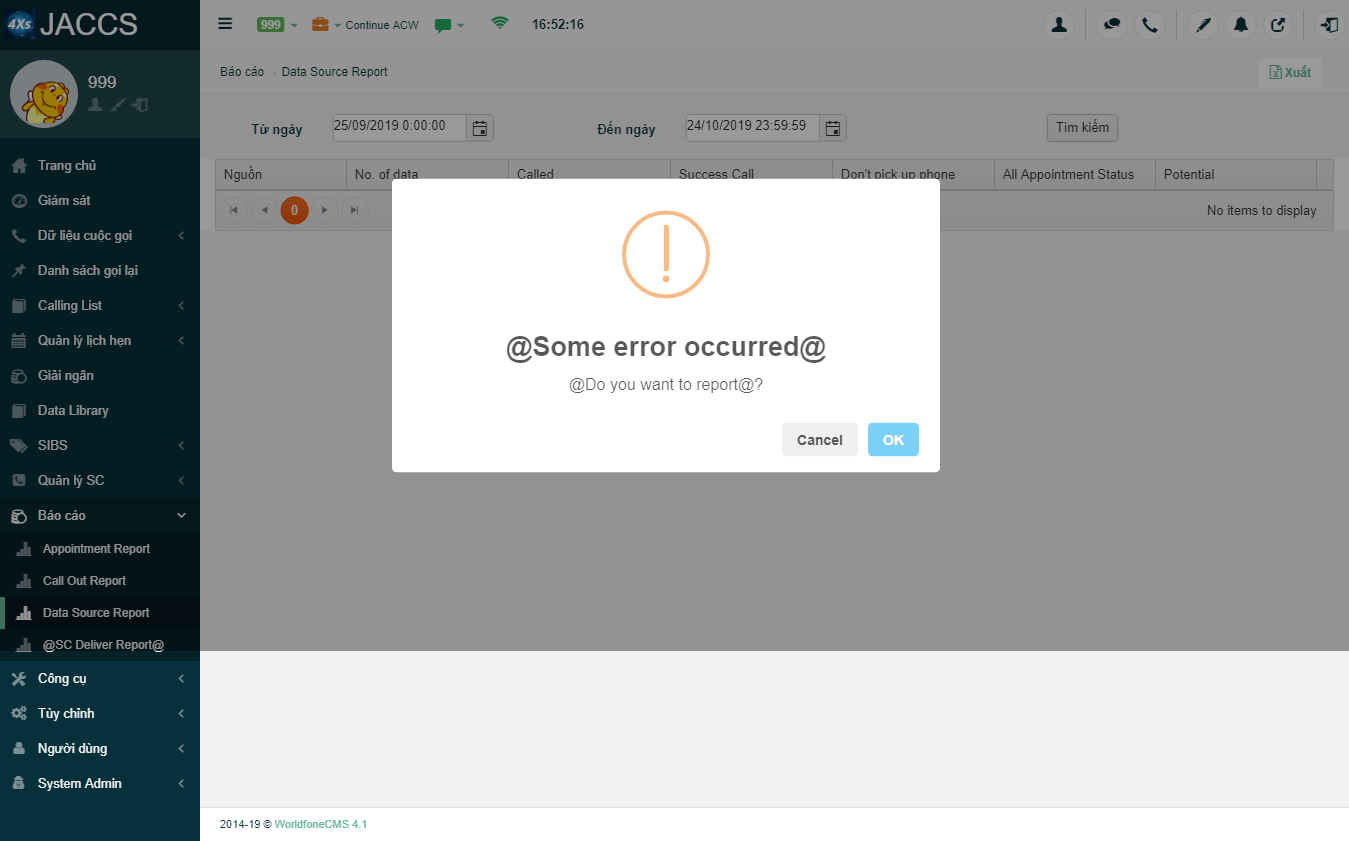 4Xs JACCS
999 Continue ACW 16:52:16
999
Báo cáo › Data Source Report
Xuất
Từ ngày 25/09/2019 0:00:00 Đến ngày 24/10/2019 23:59:59 Tìm kiếm
Nguồn No. of data Called Success Call Don't pick up phone All Appointment Status Potential
0 No items to display
@Some error occurred@
@Do you want to report@?
Cancel OK
Trang chủ
Giám sát
Dữ liệu cuộc gọi
Danh sách gọi lại
Calling List
Quản lý lịch hẹn
Giải ngân
Data Library
SIBS
Quản lý SC
Báo cáo
Appointment Report
Call Out Report
Data Source Report
@SC Deliver Report@
Công cụ
Tùy chỉnh
Người dùng
System Admin
2014-19 © WorldfoneCMS 4.1